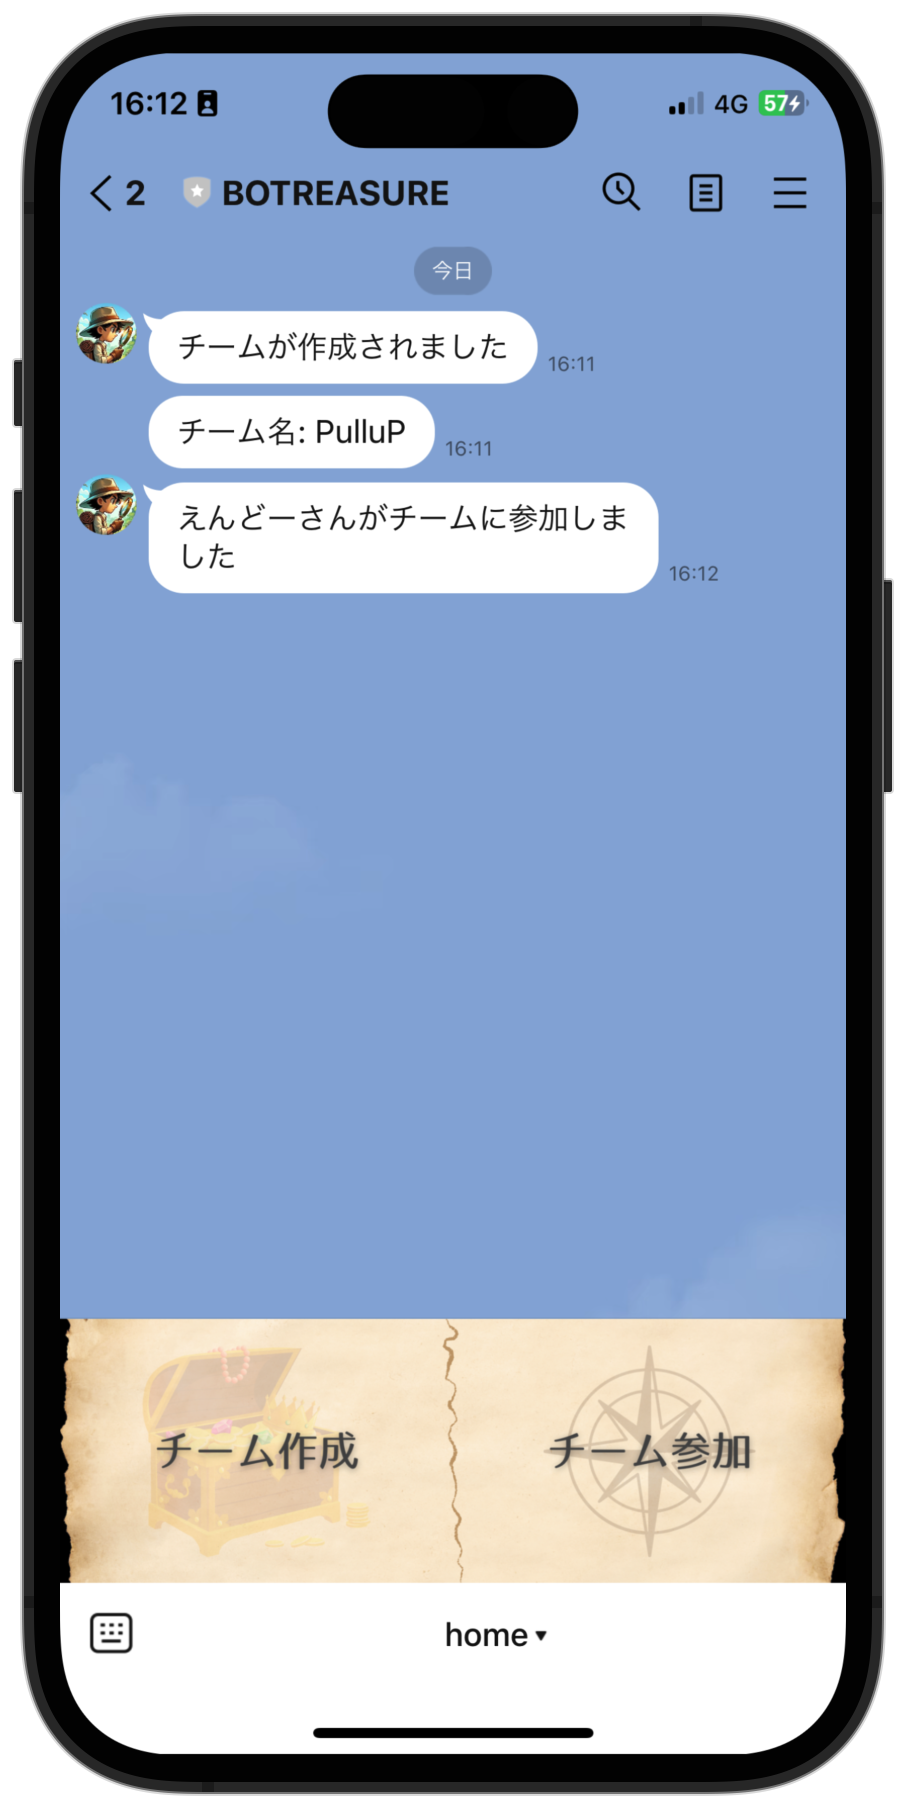 16:12
4G
57
2
BOTREASURE
今日
チームが作成されました
16:11
チーム名: PulluP
16:11
えんどーさんがチームに参加しま
した
16:12
チーム作成
チーム参加
home